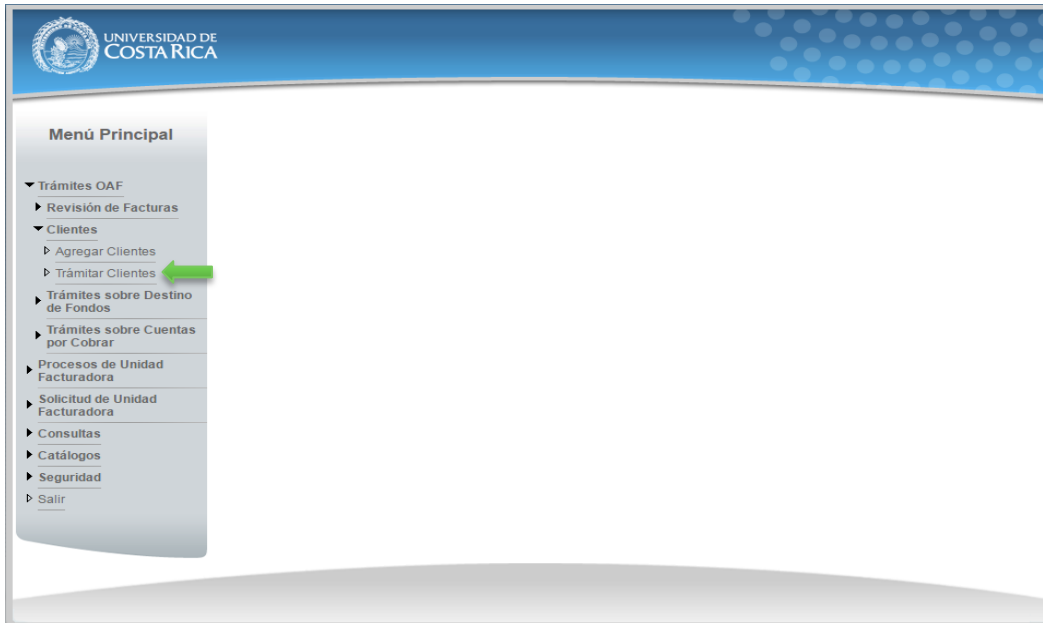 UNIVERSIDAD DE
COSTA RICA
Menú Principal
Trámites OAF
Revisión de Facturas
Clientes
Agregar Clientes
Trámitar Clientes
Trámites sobre Destino
de Fondos
Trámites sobre Cuentas
por Cobrar
Procesos de Unidad
Facturadora
Solicitud de Unidad
Facturadora
Consultas
Catálogos
Seguridad
Salir